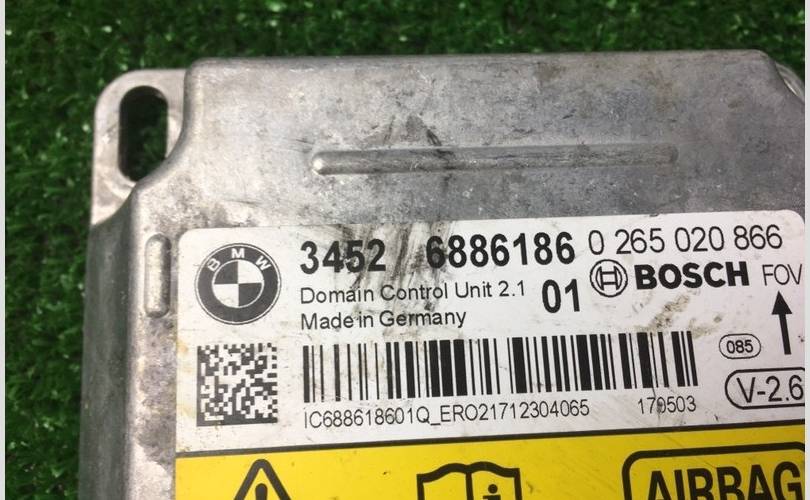 BMW
3452 6886186 0 265 020 866
Domain Control Unit 2.1 01 BOSCH FOV
Made in Germany
085
V-2.6
IC688618601Q_ERO21712304065 170503
AIRBAG